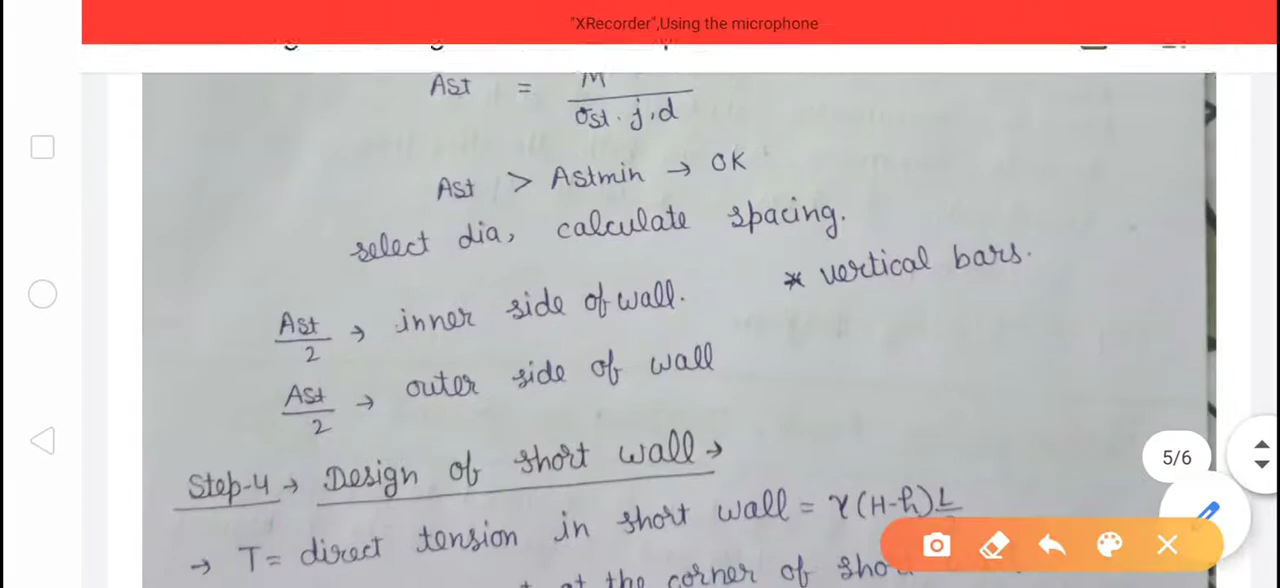 "XRecorder",Using the microphone
Ast = M
σst . j.d
Ast > Astmin → OK
select dia, calculate spacing.
* vertical bars.
Ast/2 → inner side of wall.
Ast/2 → outer side of wall
Step-4 → Design of short wall →
→ T = direct tension in short wall = γ(H-h)L
at the corner of sho
5/6